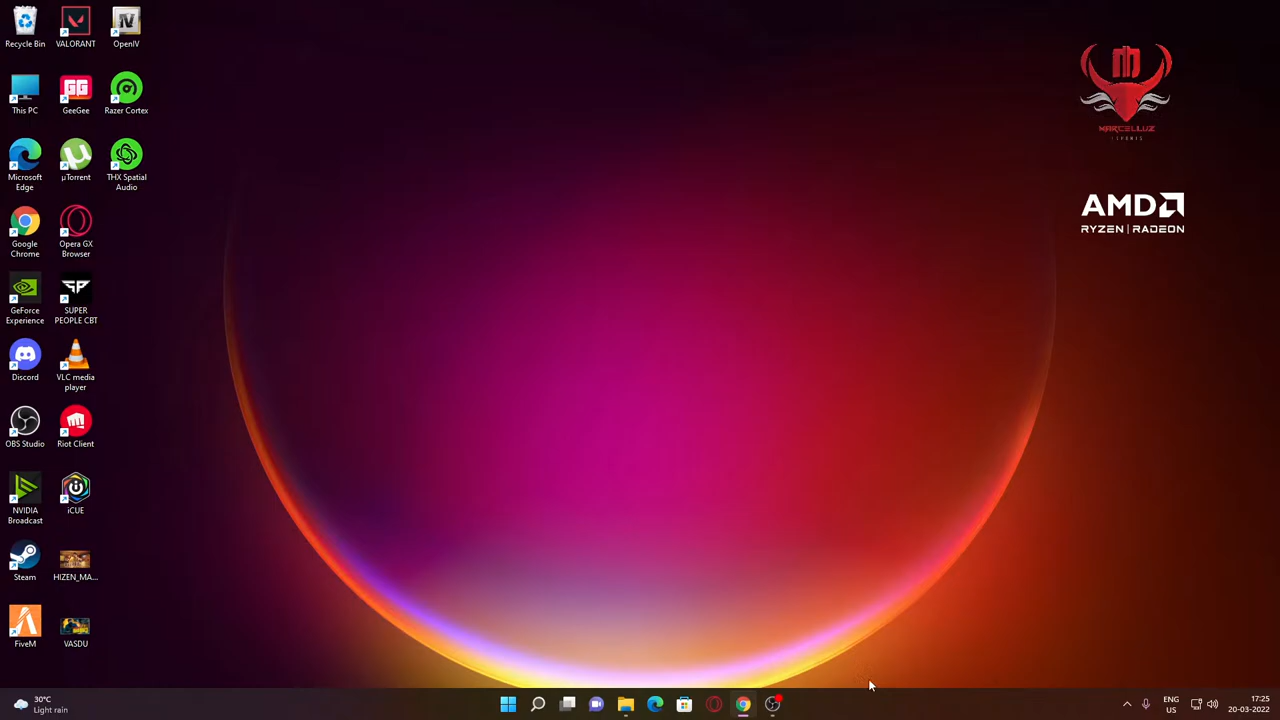 Recycle Bin
VALORANT
OpenIV
This PC
GeeGee
Razer Cortex
Microsoft
Edge
µTorrent
THX Spatial
Audio
Google
Chrome
Opera GX
Browser
GeForce
Experience
SUPER
PEOPLE CBT
Discord
VLC media
player
OBS Studio
Riot Client
NVIDIA
Broadcast
iCUE
Steam
HIZEN_MA...
FiveM
VASDU
MARCELLUZ
AMD
RYZEN | RADEON
30°C
Light rain
ENG
US
17:25
20-03-2022